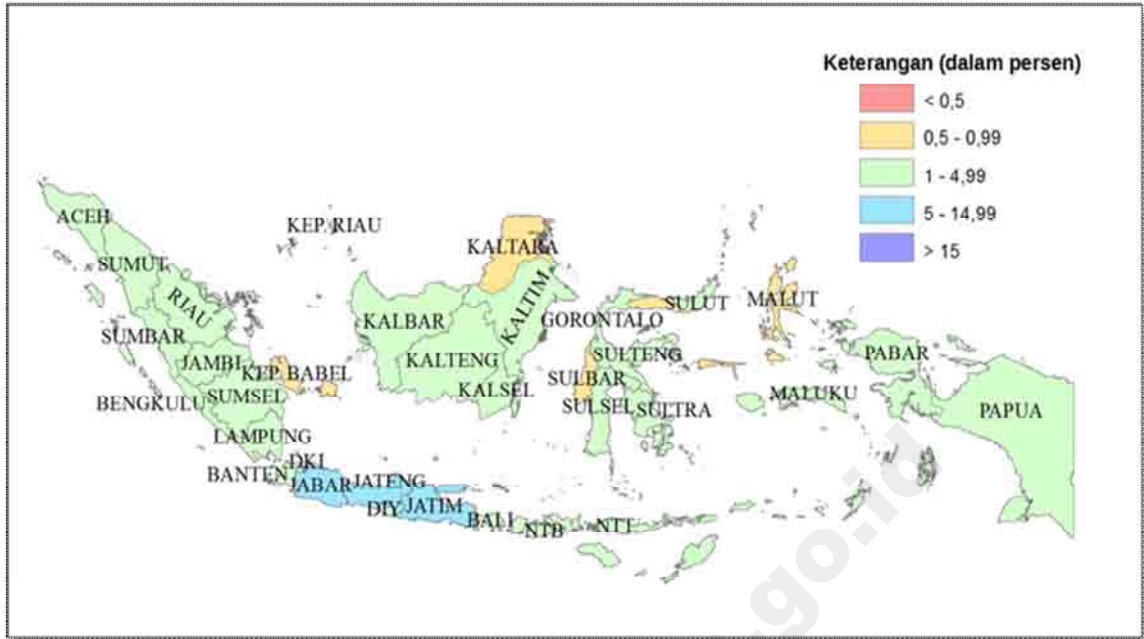 Keterangan (dalam persen)
< 0,5
0,5 - 0,99
1 - 4,99
5 - 14,99
> 15
ACEH
KEP. RIAU
KALTARA
SUMUT
RIAU
KALTIM
SULUT
MALUT
KALBAR
GORONTALO
SUMBAR
JAMBI
KALTENG
SULTENG
PABAR
KEP. BABEL
SULBAR
KALSEL
BENGKULU
SUMSEL
MALUKU
SULSEL
SULTRA
PAPUA
LAMPUNG
DKI
BANTEN
JABAR
JATENG
DIY
JATIM
BALI
NTB
NTT
go.id